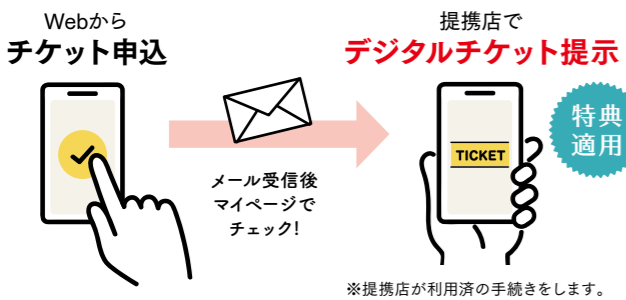 Webから
チケット申込
メール受信後
マイページで
チェック!
提携店で
デジタルチケット提示
TICKET
特典
適用
※提携店が利用済の手続きをします。